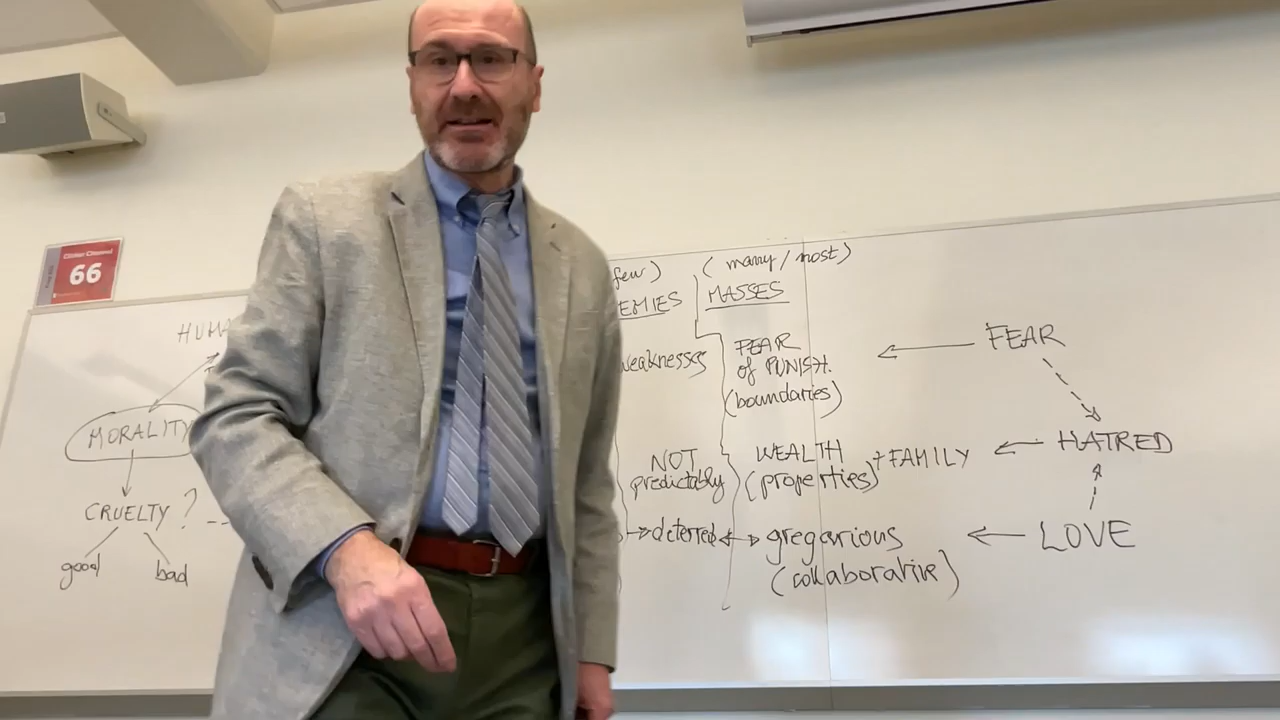 66
HUMA
MORALITY
CRUELTY ? --
good bad
few) (many/most)
EMIES MASSES
weaknesses FEAR
of PUNISH.
(boundaries)
NOT
predictably
WEALTH + FAMILY
(properties)
deterred gregarious
(collaborative)
FEAR
HATRED
LOVE